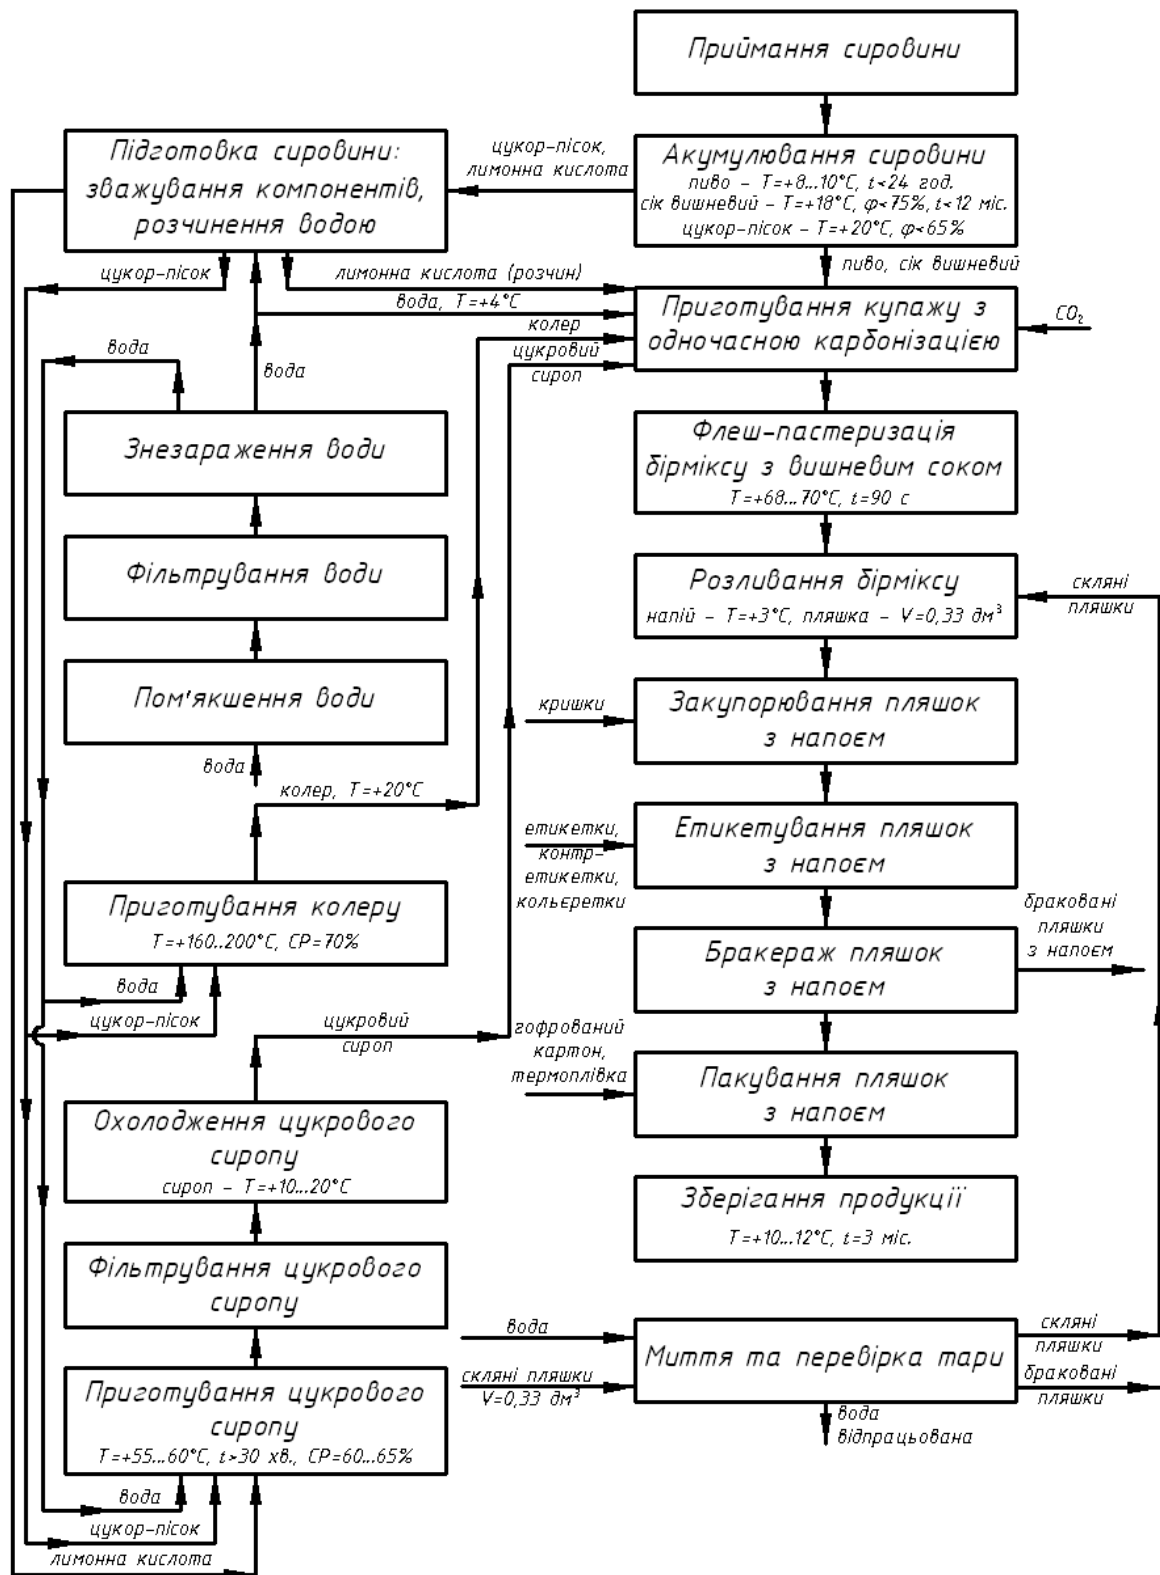 Приймання сировини
Підготовка сировини:
зважування компонентів,
розчинення водою
цукор-пісок,
лимонна кислота
Акумулювання сировини
пиво - T=+8...10°C, t<24 год.
сік вишневий - T=+18°C, φ<75%, t<12 міс.
цукор-пісок - T=+20°C, φ<65%
цукор-пісок
лимонна кислота (розчин)
пиво, сік вишневий
вода, T=+4°C
Приготування купажу з
одночасною карбонізацією
CO₂
колер
цукровий
сироп
вода
вода
Знезараження води
Флеш-пастеризація
бірміксу з вишневим соком
T=+68...70°C, t=90 с
Фільтрування води
Розливання бірміксу
напій - T=+3°C, пляшка - V=0,33 дм³
скляні
пляшки
Пом'якшення води
кришки
Закупорювання пляшок
з напоєм
вода
колер, T=+20°C
етикетки,
контр-
етикетки,
кольєретки
Етикетування пляшок
з напоєм
Приготування колеру
T=+160..200°C, СР=70%
браковані
пляшки
з напоєм
Бракераж пляшок
з напоєм
вода
цукор-пісок
цукровий
сироп
гофрований
картон,
термоплівка
Пакування пляшок
з напоєм
Охолодження цукрового
сиропу
сироп - T=+10...20°C
Зберігання продукції
T=+10...12°C, t=3 міс.
Фільтрування цукрового
сиропу
вода
скляні пляшки
V=0,33 дм³
Миття та перевірка тари
скляні
пляшки
браковані
пляшки
вода
відпрацьована
Приготування цукрового
сиропу
T=+55...60°C, t>30 хв., СР=60...65%
вода
цукор-пісок
лимонна кислота